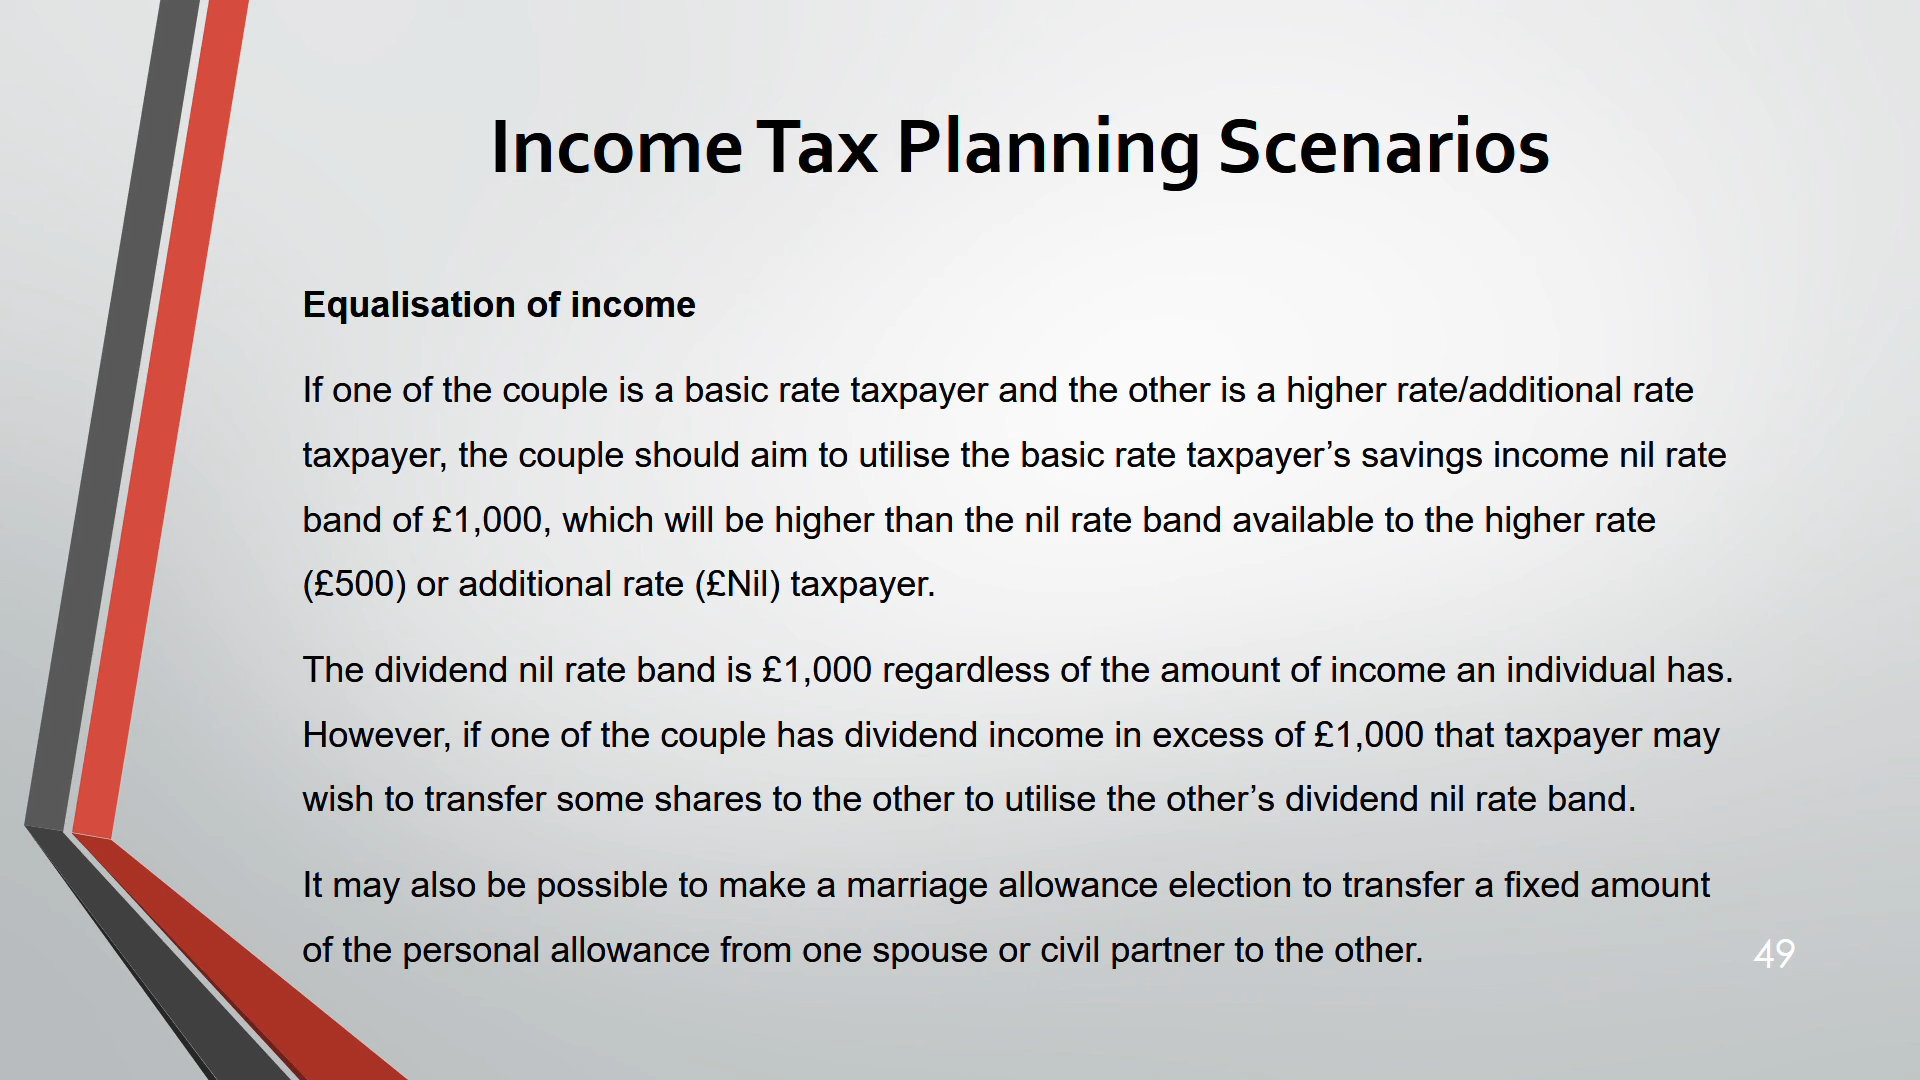 Income Tax Planning Scenarios
Equalisation of income
If one of the couple is a basic rate taxpayer and the other is a higher rate/additional rate
taxpayer, the couple should aim to utilise the basic rate taxpayer’s savings income nil rate
band of £1,000, which will be higher than the nil rate band available to the higher rate
(£500) or additional rate (£Nil) taxpayer.
The dividend nil rate band is £1,000 regardless of the amount of income an individual has.
However, if one of the couple has dividend income in excess of £1,000 that taxpayer may
wish to transfer some shares to the other to utilise the other’s dividend nil rate band.
It may also be possible to make a marriage allowance election to transfer a fixed amount
of the personal allowance from one spouse or civil partner to the other.
49